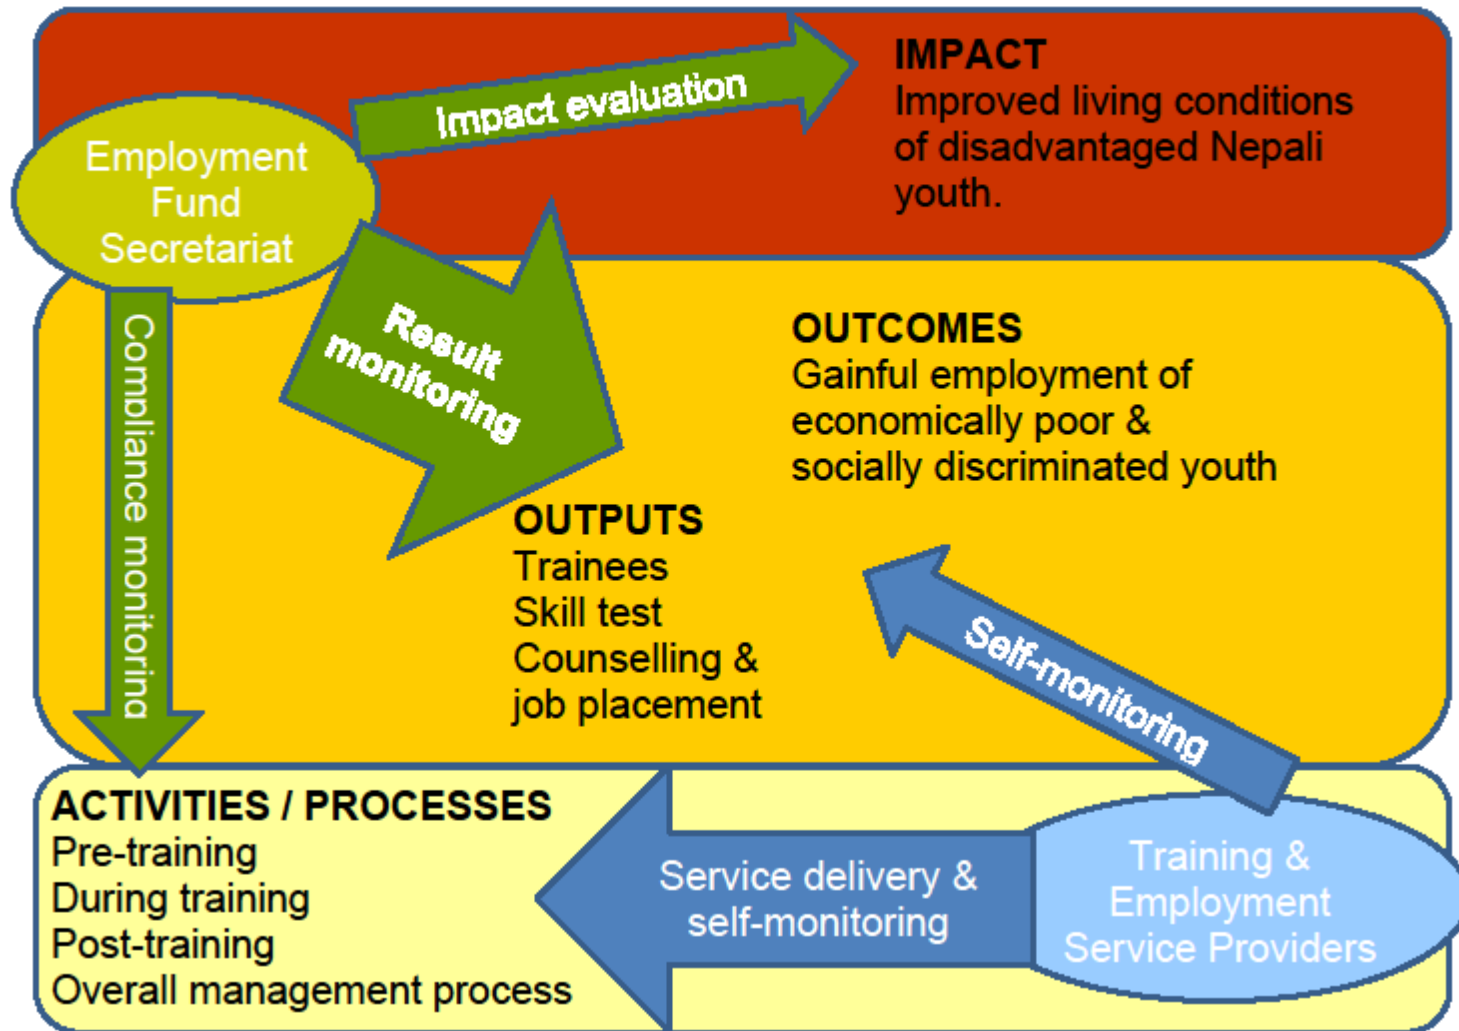 Impact evaluation
IMPACT
Improved living conditions
of disadvantaged Nepali
youth.
Employment
Fund
Secretariat
Compliance monitoring
Result
monitoring
OUTCOMES
Gainful employment of
economically poor &
socially discriminated youth
OUTPUTS
Trainees
Skill test
Counselling &
job placement
Self-monitoring
ACTIVITIES / PROCESSES
Pre-training
During training
Post-training
Overall management process
Service delivery &
self-monitoring
Training &
Employment
Service Providers